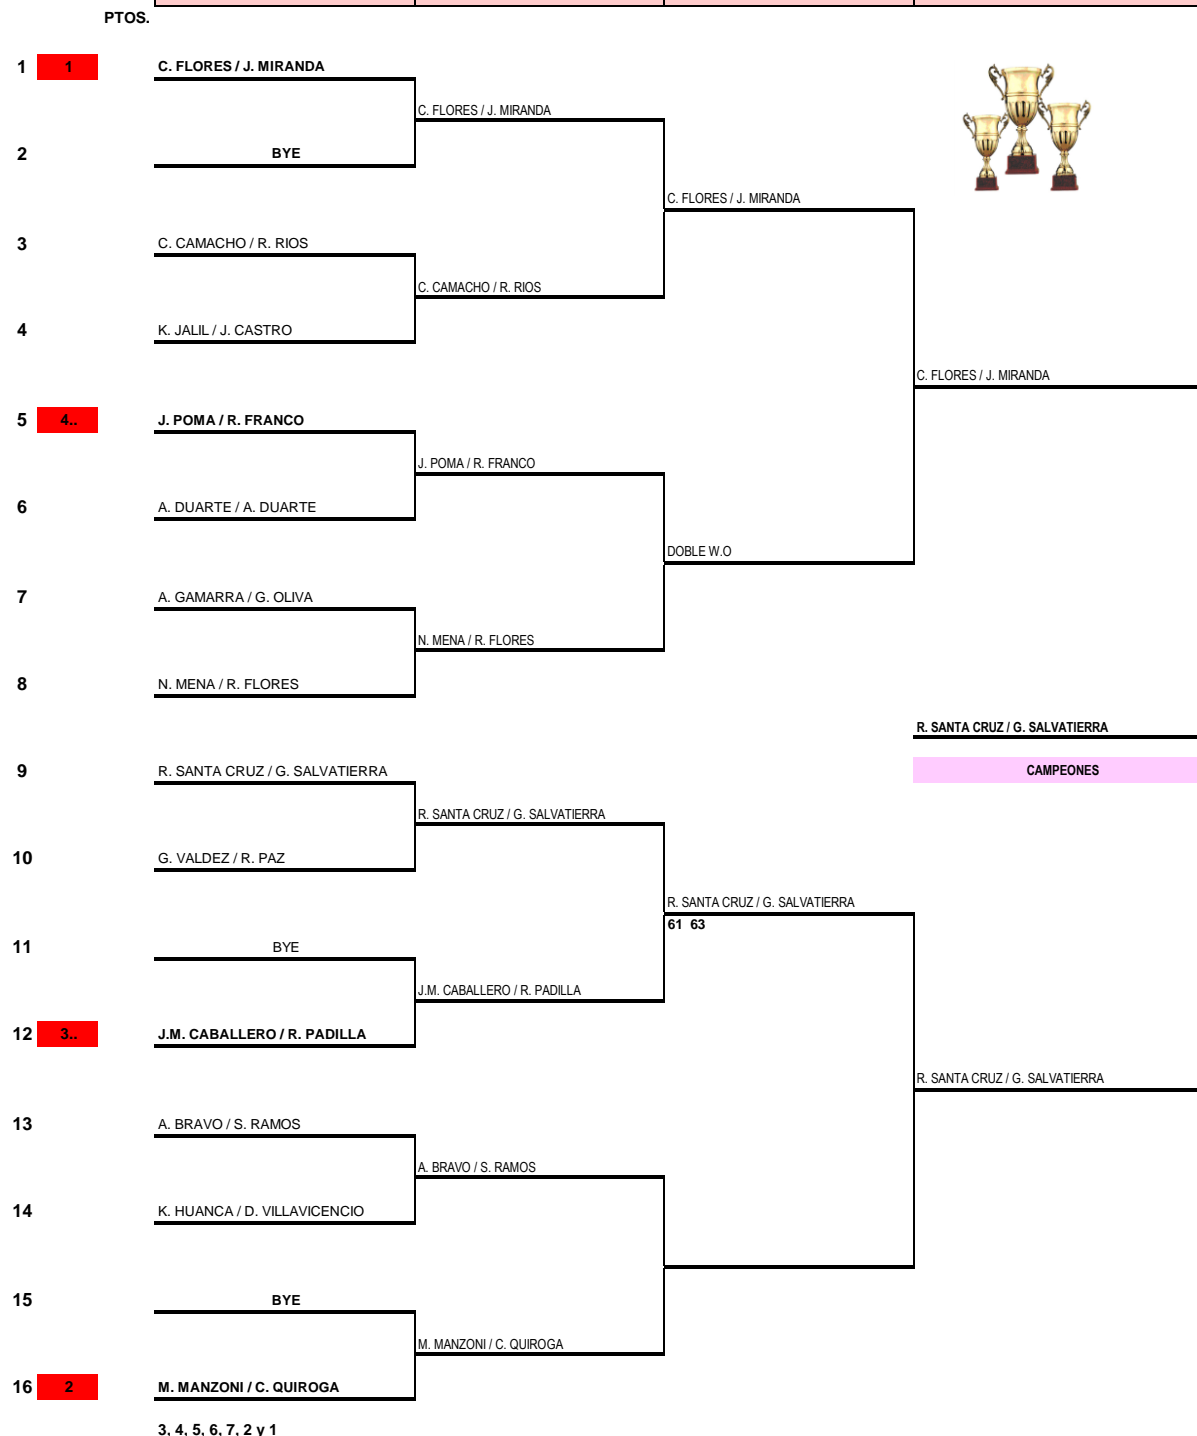 PTOS.
1 1 C. FLORES / J. MIRANDA
C. FLORES / J. MIRANDA
2 BYE
C. FLORES / J. MIRANDA
3 C. CAMACHO / R. RIOS
C. CAMACHO / R. RIOS
4 K. JALIL / J. CASTRO
C. FLORES / J. MIRANDA
5 4.. J. POMA / R. FRANCO
J. POMA / R. FRANCO
6 A. DUARTE / A. DUARTE
DOBLE W.O
7 A. GAMARRA / G. OLIVA
N. MENA / R. FLORES
8 N. MENA / R. FLORES
R. SANTA CRUZ / G. SALVATIERRA
9 R. SANTA CRUZ / G. SALVATIERRA
CAMPEONES
R. SANTA CRUZ / G. SALVATIERRA
10 G. VALDEZ / R. PAZ
R. SANTA CRUZ / G. SALVATIERRA
61 63
11 BYE
J.M. CABALLERO / R. PADILLA
12 3.. J.M. CABALLERO / R. PADILLA
R. SANTA CRUZ / G. SALVATIERRA
13 A. BRAVO / S. RAMOS
A. BRAVO / S. RAMOS
14 K. HUANCA / D. VILLAVICENCIO
15 BYE
M. MANZONI / C. QUIROGA
16 2 M. MANZONI / C. QUIROGA
3, 4, 5, 6, 7, 2 y 1